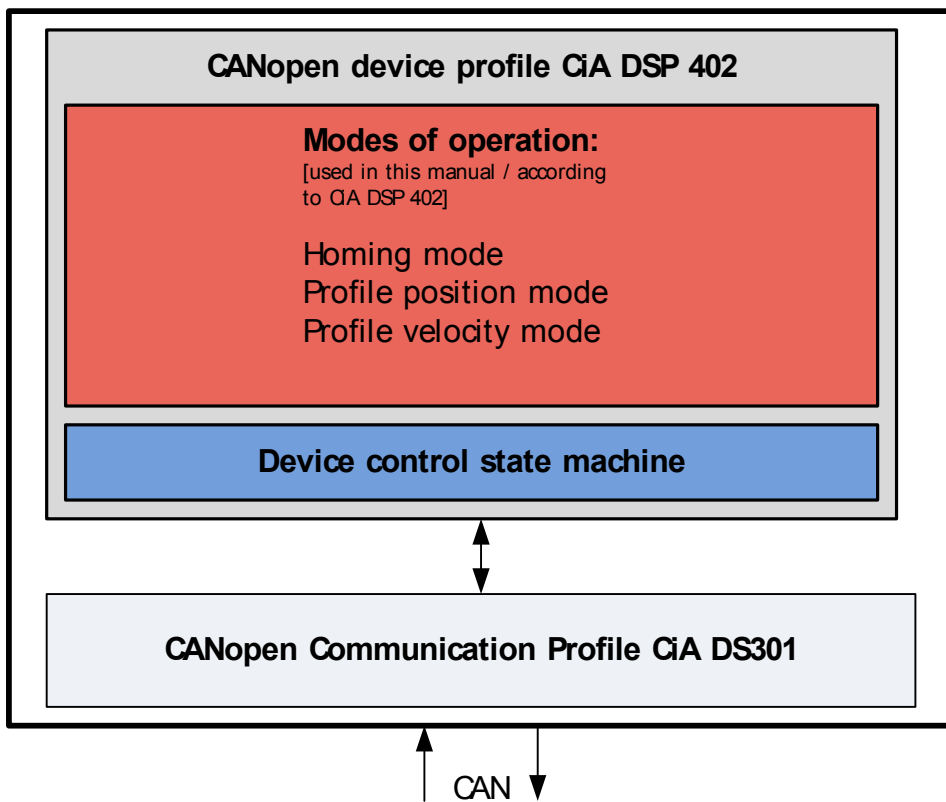 CANopen device profile CiA DSP 402
Modes of operation:
[used in this manual / according
to CiA DSP 402]
Homing mode
Profile position mode
Profile velocity mode
Device control state machine
CANopen Communication Profile CiA DS301
CAN